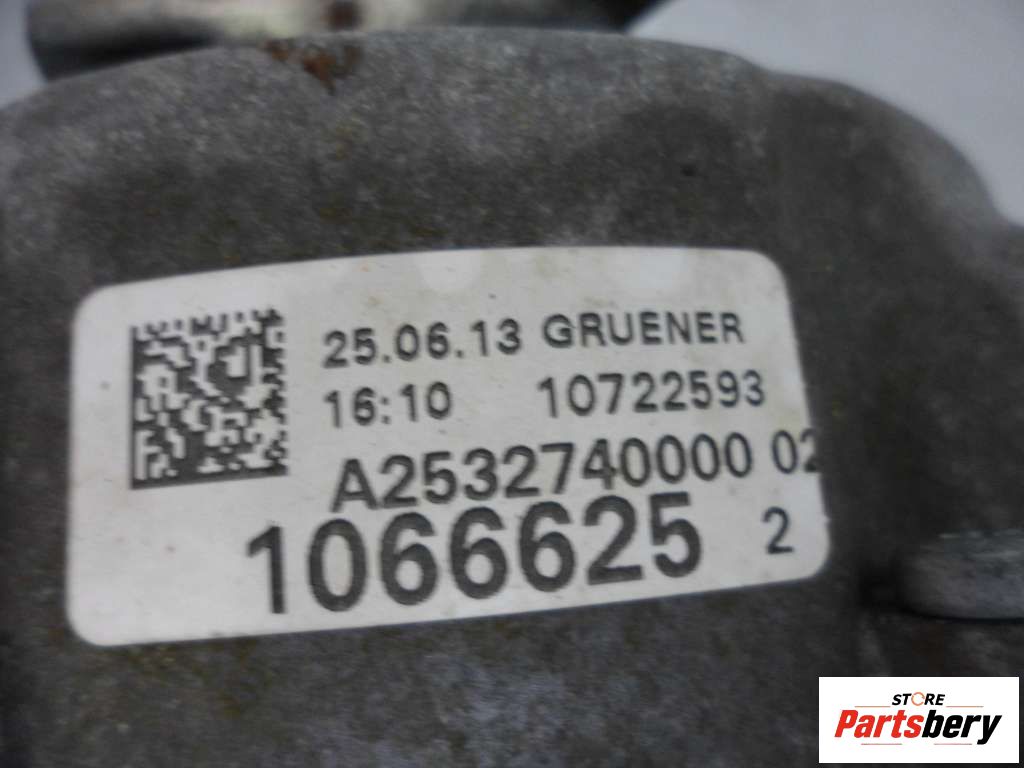 25.06.13 GRUENER
16:10 10722593
A2532740000 02
1066625 2
STORE
Partsbery